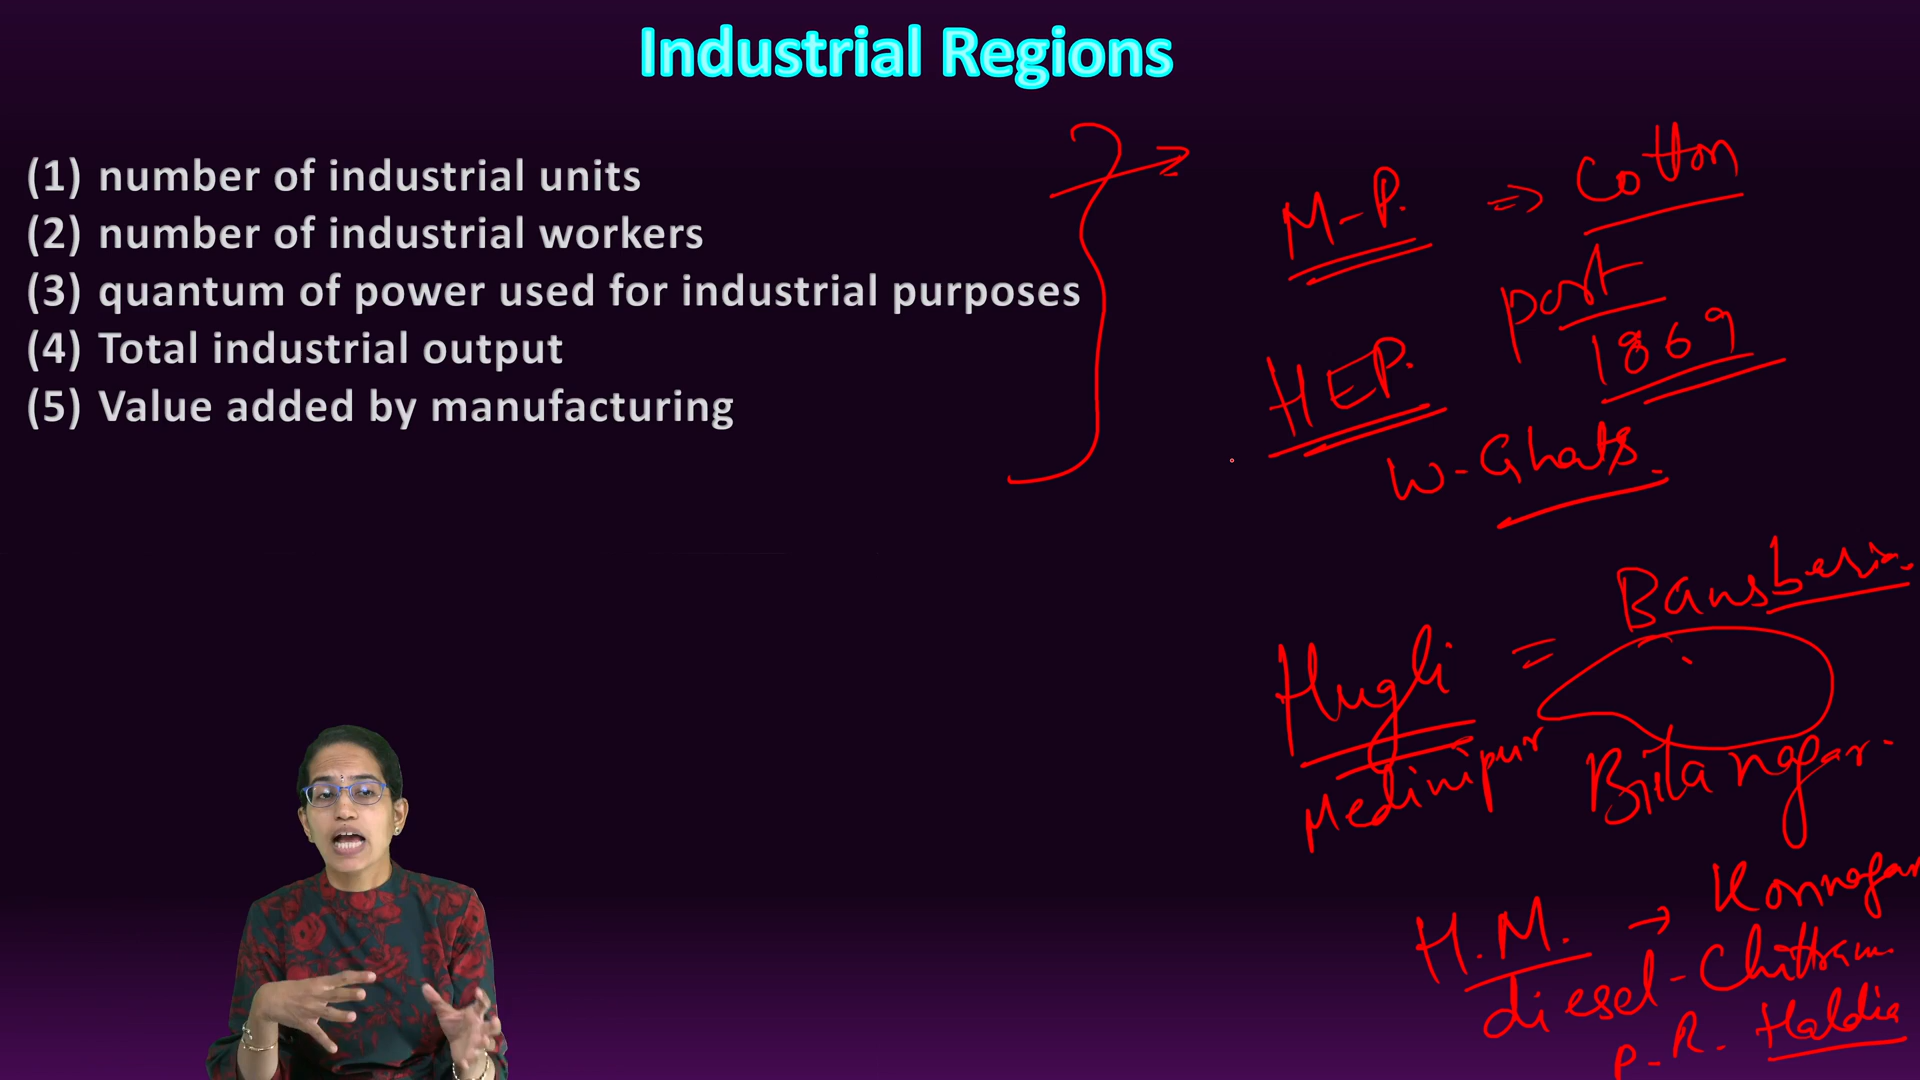 Industrial Regions
(1) number of industrial units
(2) number of industrial workers
(3) quantum of power used for industrial purposes
(4) Total industrial output
(5) Value added by manufacturing
M-P. => Cotton
port
1869
HEP.
W-Ghats.
Bansberia.
Hugli =
Medinipur
Birlanagar.
H.M. → Konnagar
diesel - Chittram.
P.R. Haldia